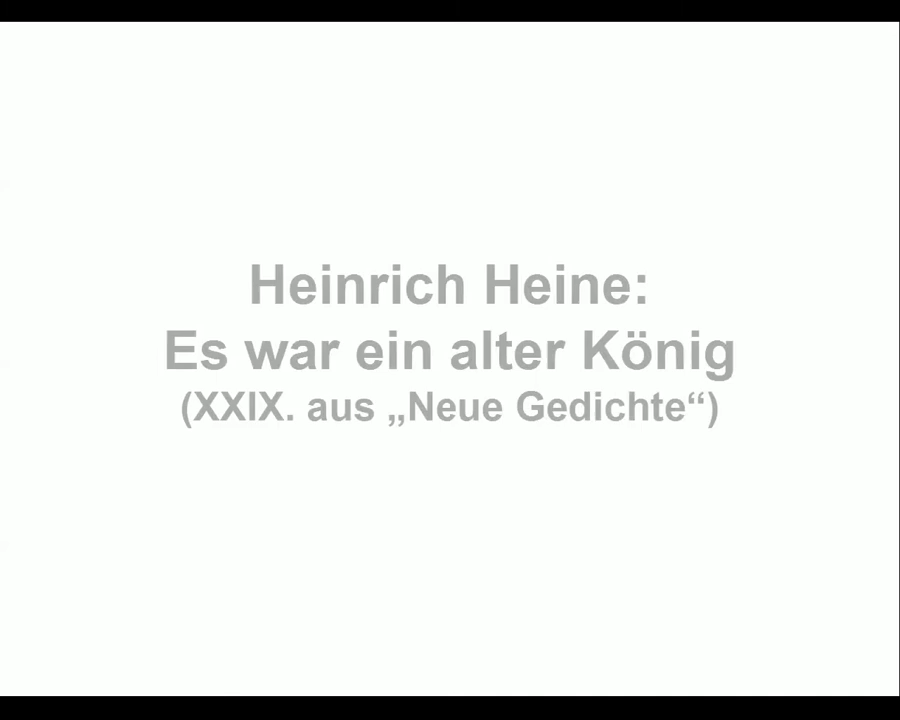 Heinrich Heine:
Es war ein alter König
(XXIX. aus „Neue Gedichte“)